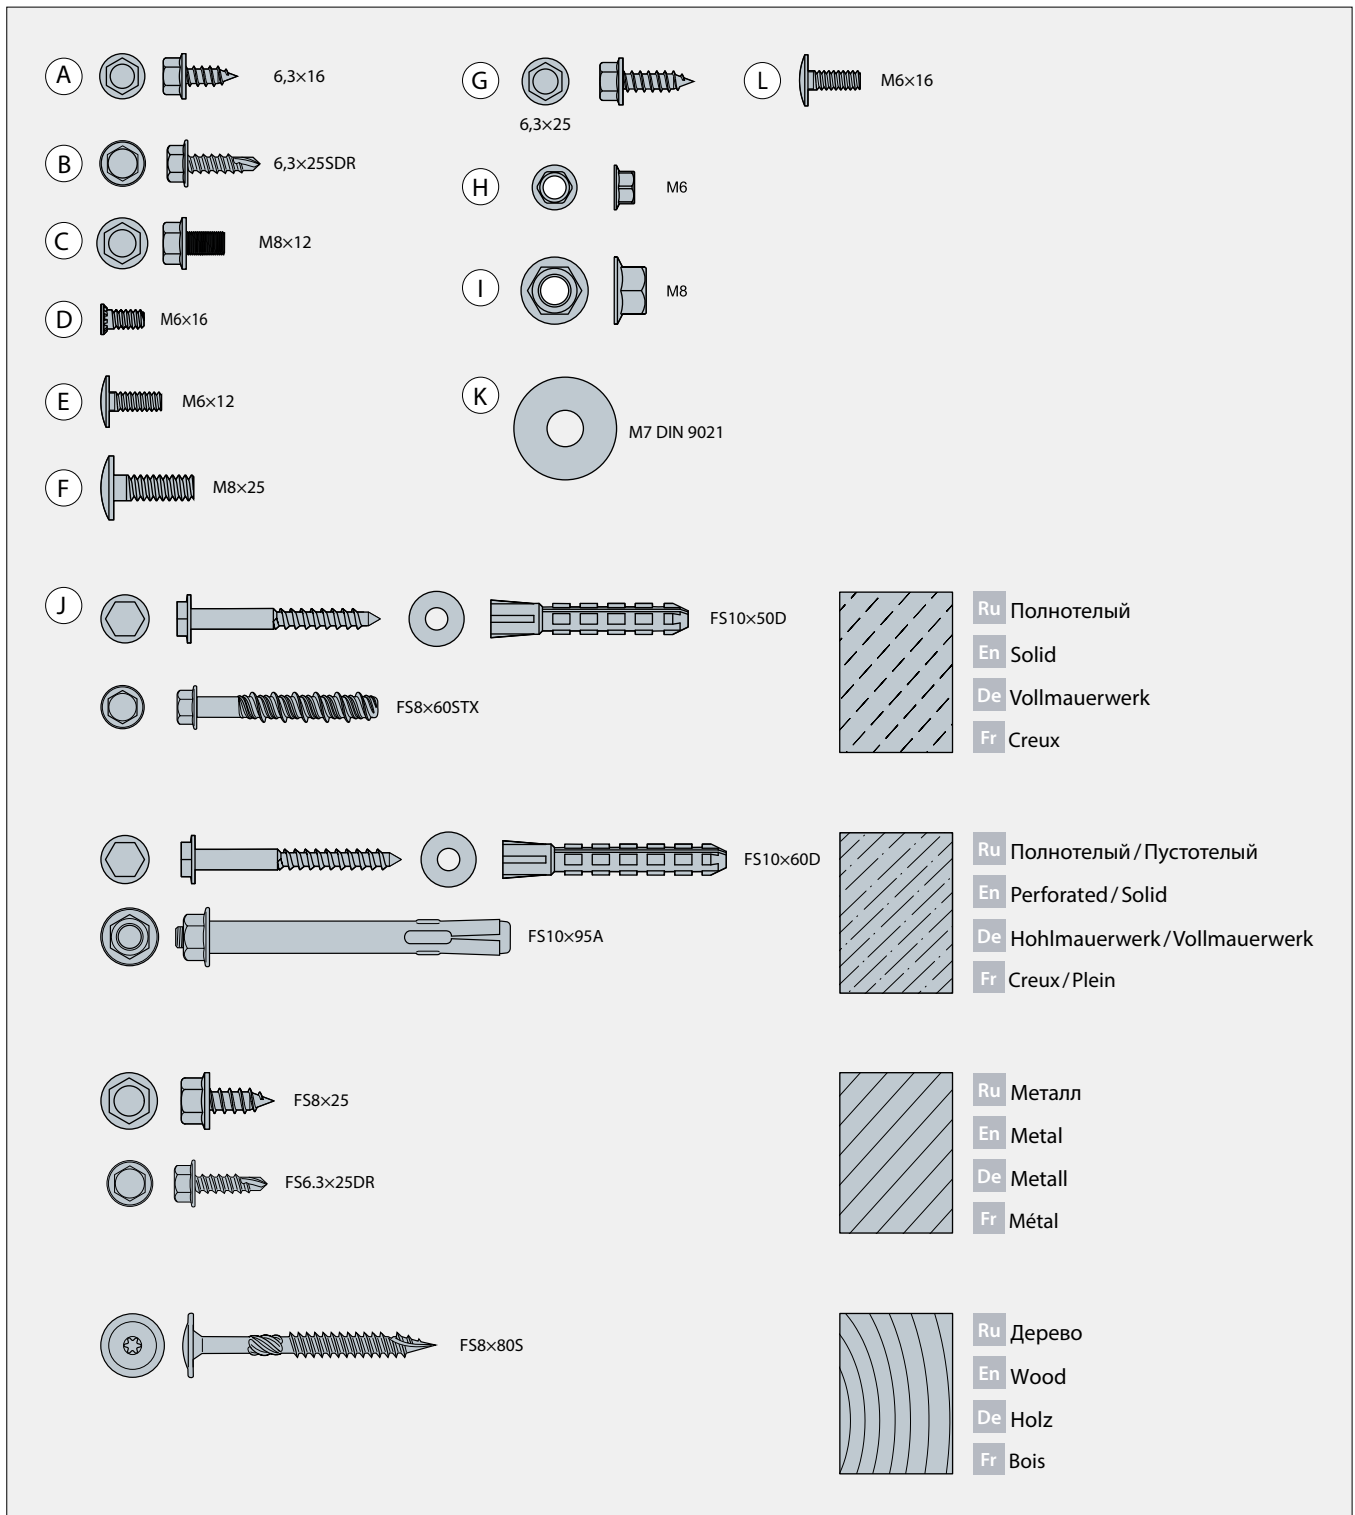 A
6,3×16
B
6,3×25SDR
C
M8×12
D
M6×16
E
M6×12
F
M8×25
G
6,3×25
H
M6
I
M8
K
M7 DIN 9021
L
M6×16
J
FS10×50D
FS8×60STX
Ru Полнотелый
En Solid
De Vollmauerwerk
Fr Creux
FS10×60D
FS10×95A
Ru Полнотелый / Пустотелый
En Perforated / Solid
De Hohlmauerwerk / Vollmauerwerk
Fr Creux / Plein
FS8×25
FS6.3×25DR
Ru Металл
En Metal
De Metall
Fr Métal
FS8×80S
Ru Дерево
En Wood
De Holz
Fr Bois